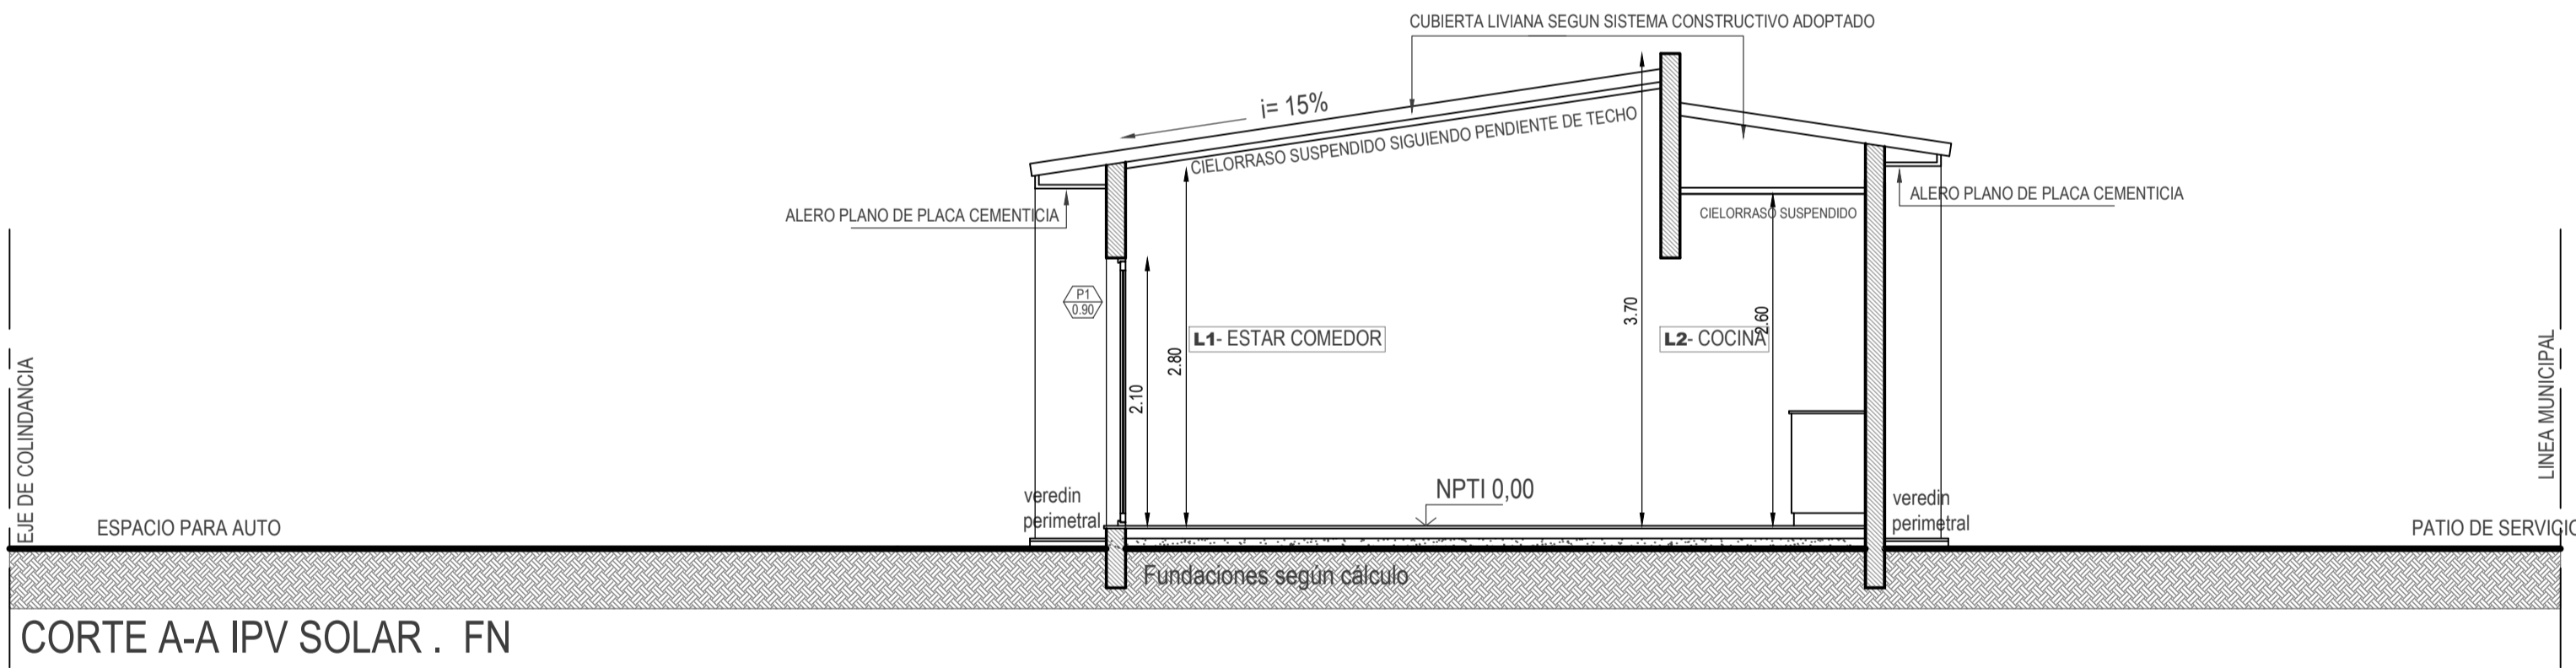 CUBIERTA LIVIANA SEGUN SISTEMA CONSTRUCTIVO ADOPTADO
i= 15%
CIELORRASO SUSPENDIDO SIGUIENDO PENDIENTE DE TECHO
ALERO PLANO DE PLACA CEMENTICIA
ALERO PLANO DE PLACA CEMENTICIA
CIELORRASO SUSPENDIDO
P1
0.90
3.70
2.60
L1- ESTAR COMEDOR
L2- COCINA
2.80
2.10
EJE DE COLINDANCIA
LINEA MUNICIPAL
NPTI 0,00
veredin
perimetral
veredin
perimetral
ESPACIO PARA AUTO
PATIO DE SERVICIO
Fundaciones según cálculo
CORTE A-A IPV SOLAR . FN